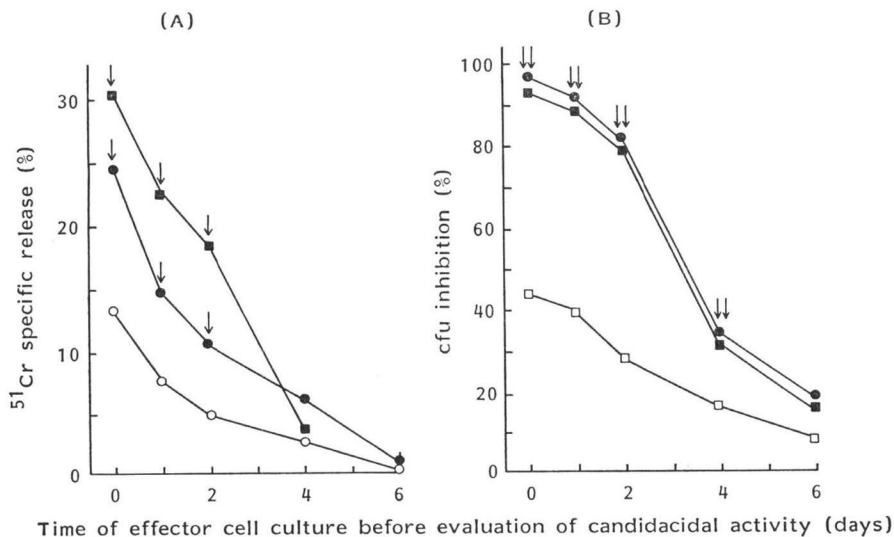 (A)
(B)
30
20
10
0
⁵¹Cr specific release (%)
0 2 4 6
100
80
60
40
20
0
cfu inhibition (%)
0 2 4 6
Time of effector cell culture before evaluation of candidacidal activity (days)